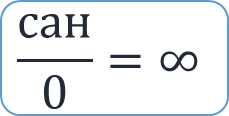 сан
0
= ∞